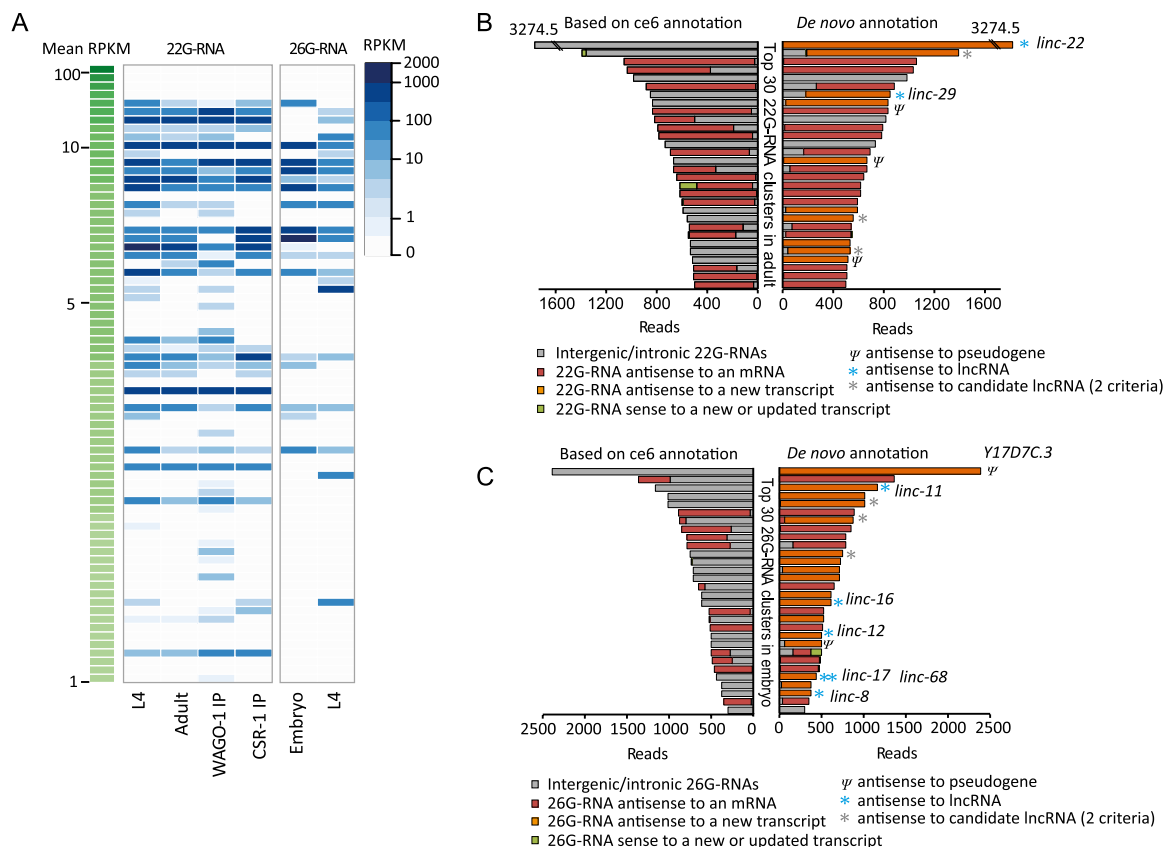 A
Mean RPKM
22G-RNA
26G-RNA
RPKM
100
10
5
1
2000
1000
100
10
1
0
L4
Adult
WAGO-1 IP
CSR-1 IP
Embryo
L4
B
Based on ce6 annotation
De novo annotation
3274.5
3274.5
* linc-22
*
* linc-29
Ψ
Ψ
*
*
Ψ
Top 30 22G-RNA clusters in adult
1600 1200 800 400 0
0 400 800 1200 1600
Reads
Reads
Intergenic/intronic 22G-RNAs
22G-RNA antisense to an mRNA
22G-RNA antisense to a new transcript
22G-RNA sense to a new or updated transcript
Ψ antisense to pseudogene
* antisense to lncRNA
* antisense to candidate lncRNA (2 criteria)
C
Based on ce6 annotation
De novo annotation
Y17D7C.3
Ψ
* linc-11
*
*
*
* linc-16
* linc-12
Ψ
** linc-17 linc-68
* linc-8
Top 30 26G-RNA clusters in embryo
2500 2000 1500 1000 500 0
0 500 1000 1500 2000 2500
Reads
Reads
Intergenic/intronic 26G-RNAs
26G-RNA antisense to an mRNA
26G-RNA antisense to a new transcript
26G-RNA sense to a new or updated transcript
Ψ antisense to pseudogene
* antisense to lncRNA
* antisense to candidate lncRNA (2 criteria)